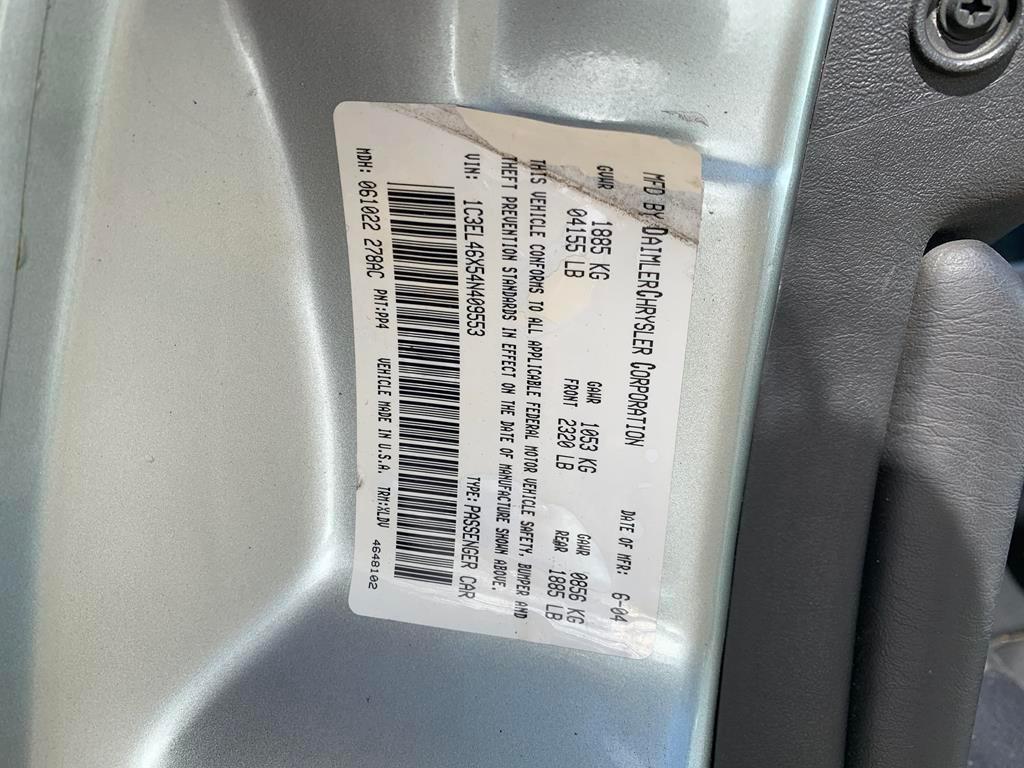 MFD BY DAIMLERCHRYSLER CORPORATION DATE OF MFR: 6-04
GVWR 1885 KG GAWR 1053 KG GAWR 0856 KG
04155 LB FRONT 2320 LB REAR 1885 LB
THIS VEHICLE CONFORMS TO ALL APPLICABLE FEDERAL MOTOR VEHICLE SAFETY, BUMPER AND
THEFT PREVENTION STANDARDS IN EFFECT ON THE DATE OF MANUFACTURE SHOWN ABOVE.
VIN: 1C3EL46X54N409553 TYPE: PASSENGER CAR
MDH: 061022 278AC PNT:PP4 VEHICLE MADE IN U.S.A. TRM:XLDV 4648102